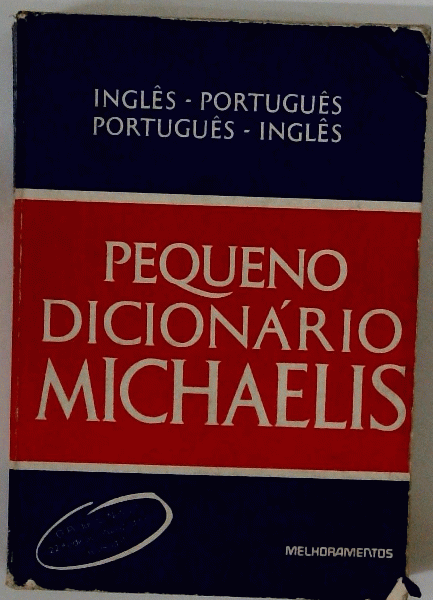 INGLÊS - PORTUGUÊS
PORTUGUÊS - INGLÊS
PEQUENO
DICIONÁRIO
MICHAELIS
MELHORAMENTOS